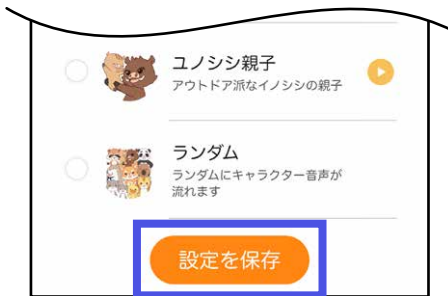 ユノシシ親子
アウトドア派なイノシシの親子
ランダム
ランダムにキャラクター音声が
流れます
設定を保存